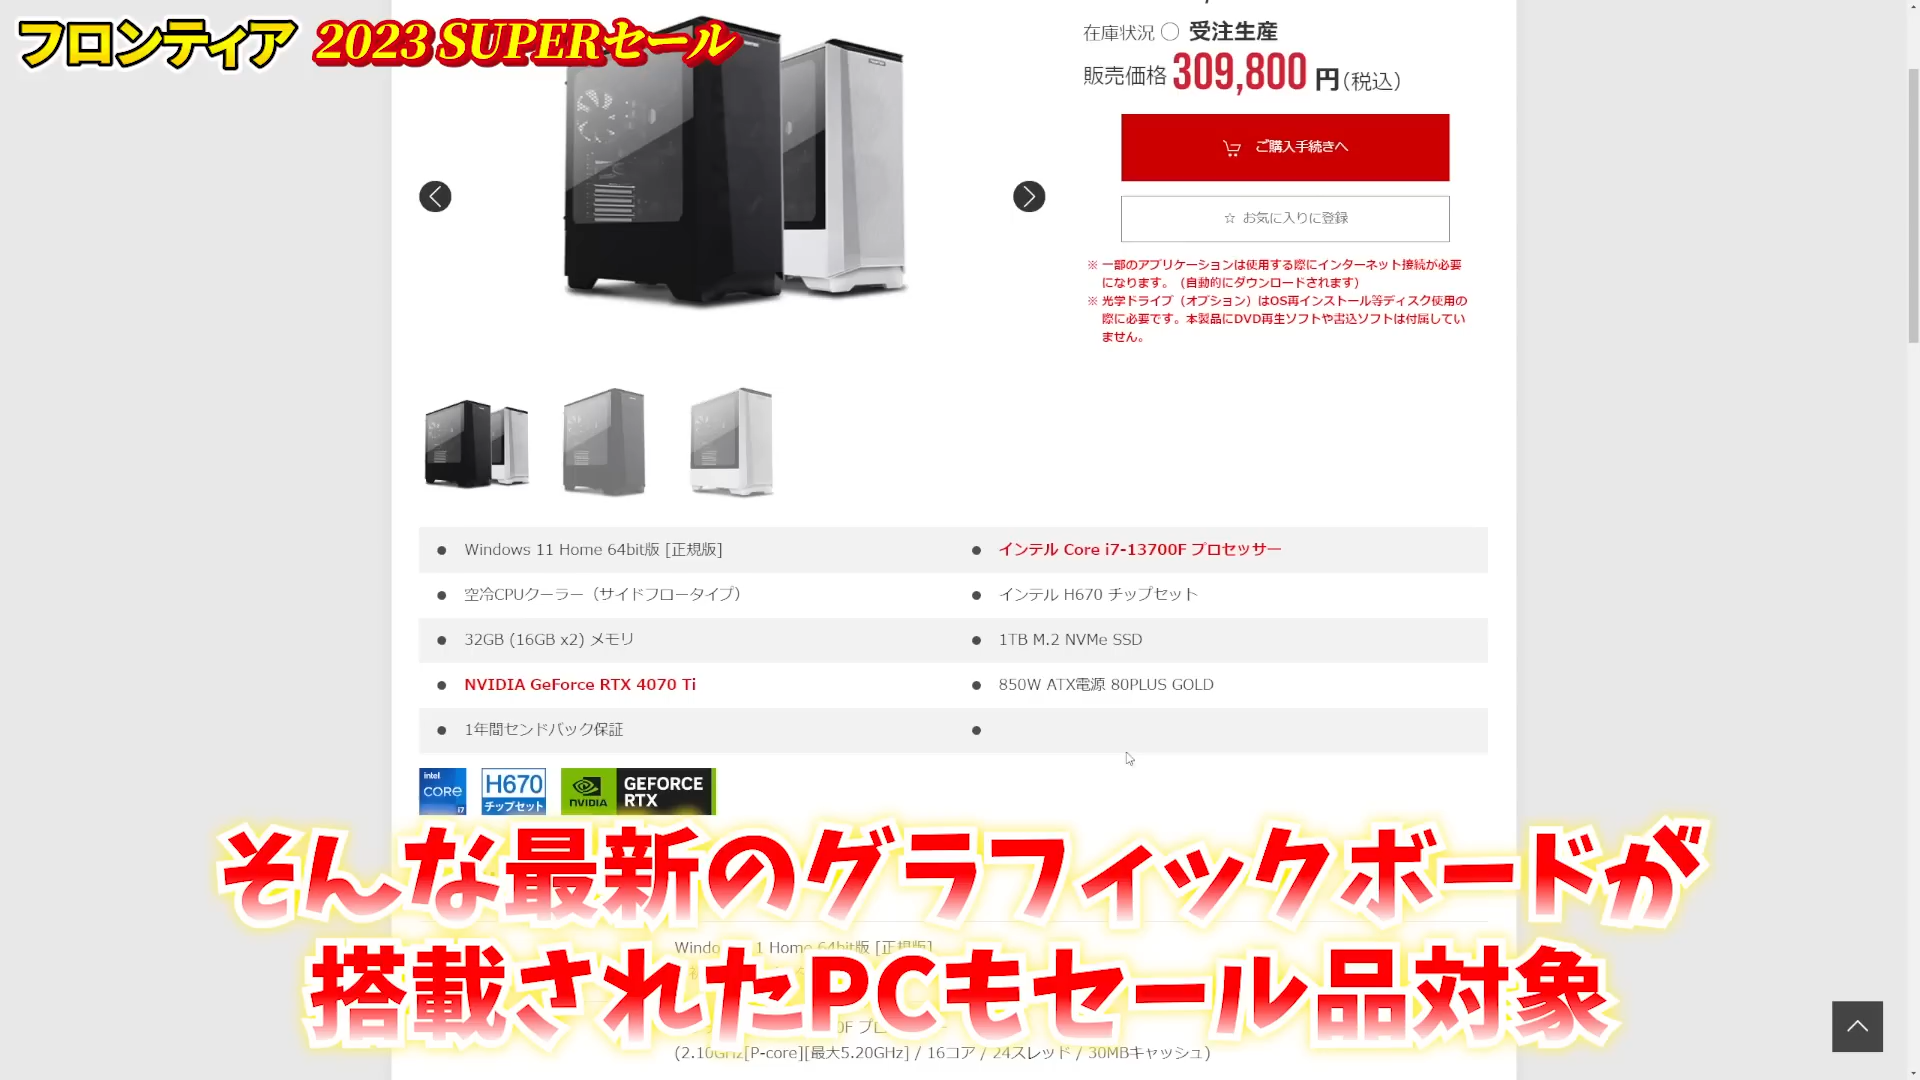 フロンティア 2023 SUPERセール
在庫状況 ○ 受注生産
販売価格 309,800 円(税込)
ご購入手続きへ
☆ お気に入りに登録
※ 一部のアプリケーションは使用する際にインターネット接続が必要
になります。（自動的にダウンロードされます）
※ 光学ドライブ（オプション）はOS再インストール等ディスク使用の
際に必要です。本製品にDVD再生ソフトや書込ソフトは付属してい
ません。
● Windows 11 Home 64bit版 [正規版]
● インテル Core i7-13700F プロセッサー
● 空冷CPUクーラー（サイドフロータイプ）
● インテル H670 チップセット
● 32GB (16GB x2) メモリ
● 1TB M.2 NVMe SSD
● NVIDIA GeForce RTX 4070 Ti
● 850W ATX電源 80PLUS GOLD
● 1年間センドバック保証
●
intel CORE i7
H670 チップセット
NVIDIA GEFORCE RTX
そんな最新のグラフィックボードが
Windo 1 Home 64bit版 [正規版]
搭載されたPCもセール品対象
0F プロ
(2.10GHz[P-core][最大5.20GHz] / 16コア / 24スレッド / 30MBキャッシュ)